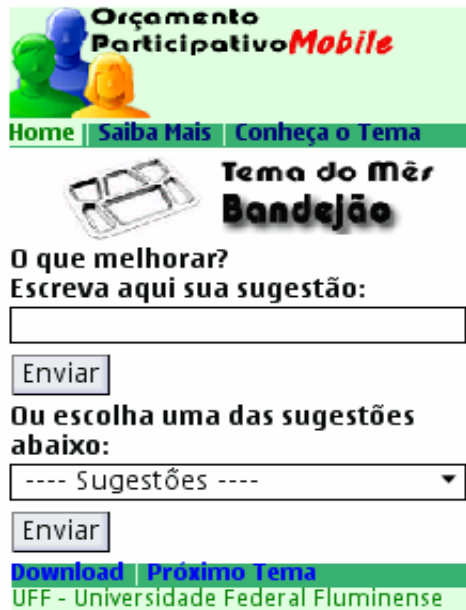 Orçamento
ParticipativoMobile
Home || Saiba Mais | Conheça o Tema
Tema do Mês
Bandejão
O que melhorar?
Escreva aqui sua sugestão:
Enviar
Ou escolha uma das sugestões
abaixo:
---- Sugestões ----
Enviar
Download | Próximo Tema
UFF - Universidade Federal Fluminense